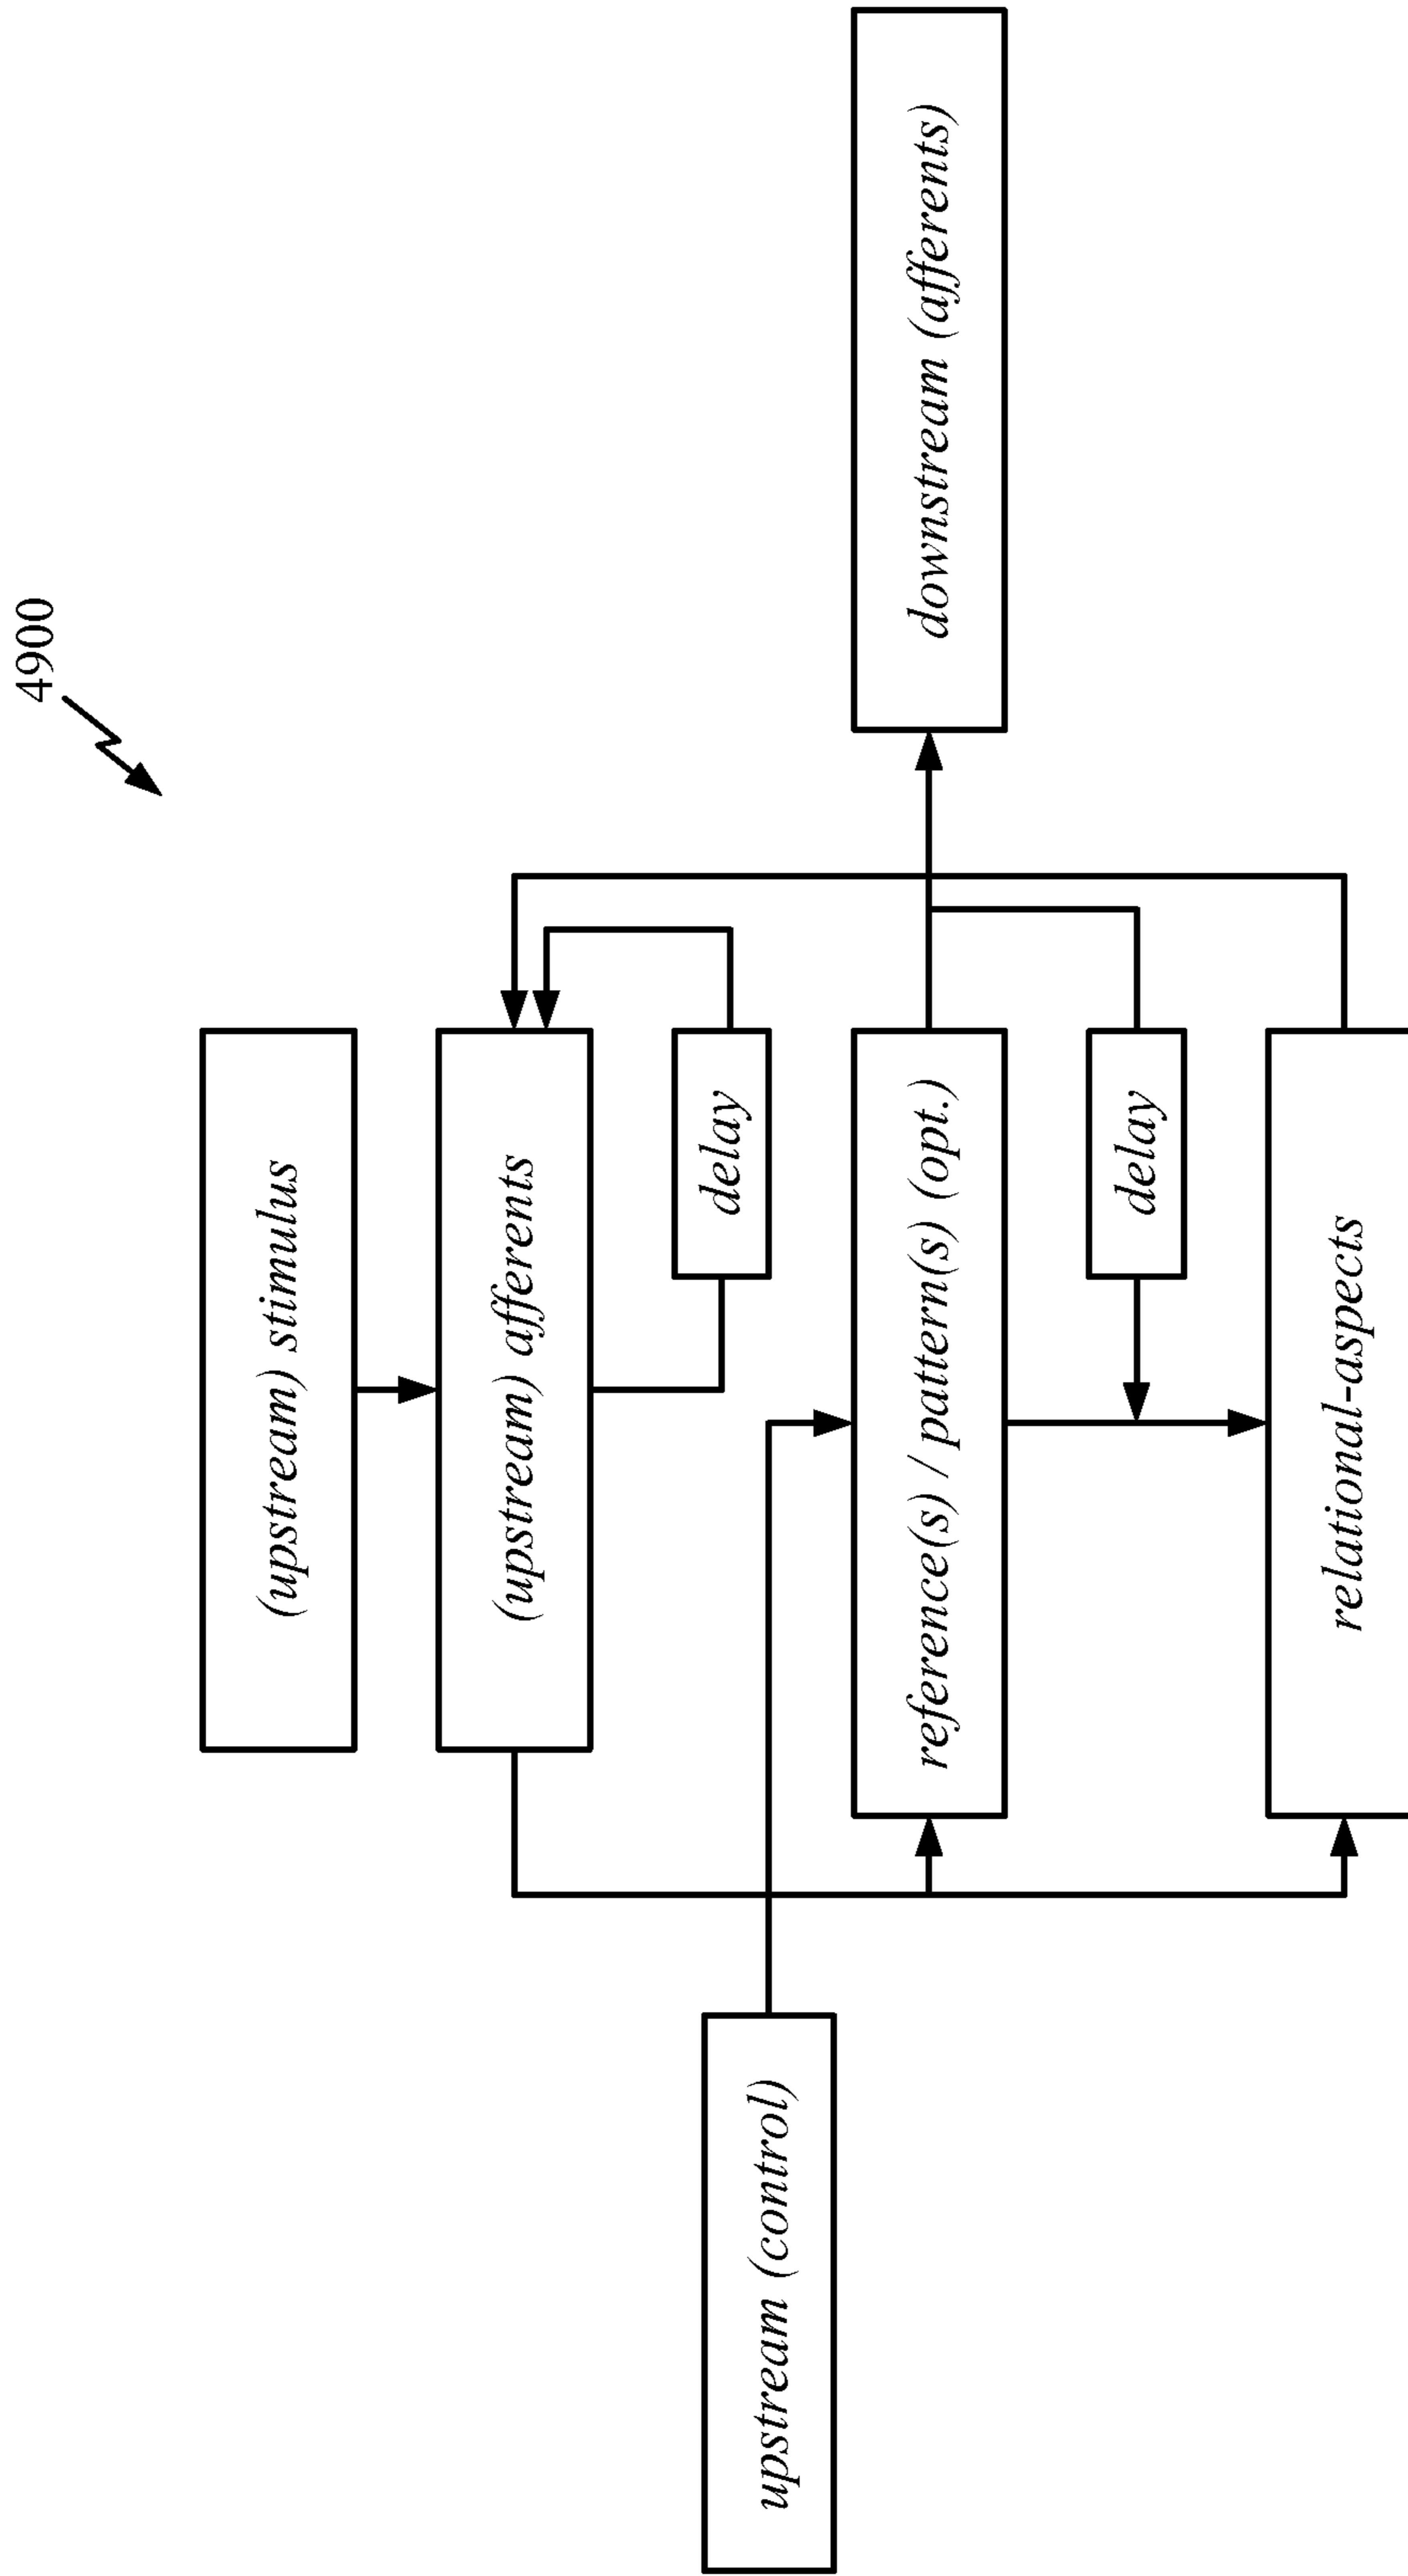 4900
(upstream) stimulus
(upstream) afferents
delay
upstream (control)
reference(s) / pattern(s) (opt.)
downstream (afferents)
delay
relational-aspects